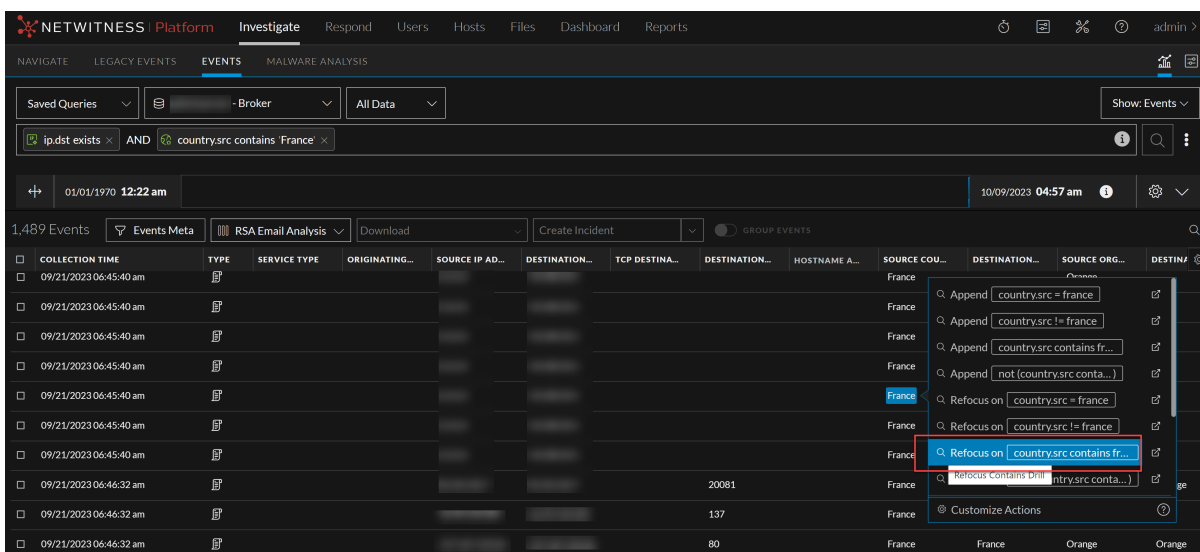 NETWITNESS Platform Investigate Respond Users Hosts Files Dashboard Reports admin >
NAVIGATE LEGACY EVENTS EVENTS MALWARE ANALYSIS
Saved Queries - Broker All Data Show: Events
ip.dst exists × AND country.src contains 'France' ×
01/01/1970 12:22 am 10/09/2023 04:57 am
1,489 Events Events Meta RSA Email Analysis Download Create Incident GROUP EVENTS
COLLECTION TIME TYPE SERVICE TYPE ORIGINATING... SOURCE IP AD... DESTINATION... TCP DESTINA... DESTINATION... HOSTNAME A... SOURCE COU... DESTINATION... SOURCE ORG... DESTINA
09/21/2023 06:45:40 am France Orange
09/21/2023 06:45:40 am France
09/21/2023 06:45:40 am France
09/21/2023 06:45:40 am France
09/21/2023 06:45:40 am France
09/21/2023 06:45:40 am France
09/21/2023 06:45:40 am France
09/21/2023 06:46:32 am 20081 France ge
09/21/2023 06:46:32 am 137 France
09/21/2023 06:46:32 am 80 France France Orange Orange
Append country.src = france
Append country.src != france
Append country.src contains fr...
Append not (country.src conta... )
Refocus on country.src = france
Refocus on country.src != france
Refocus on country.src contains fr...
Refocus Contains Drill ntry.src conta... )
Customize Actions